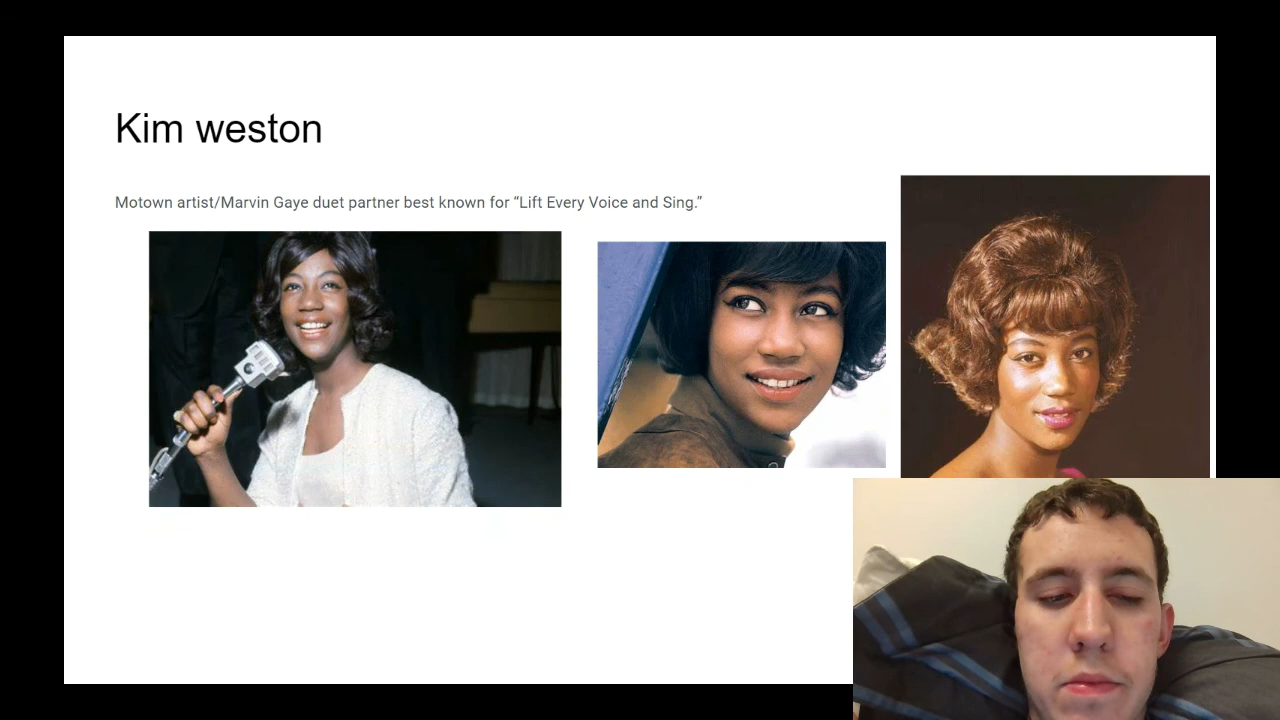 Kim weston
Motown artist/Marvin Gaye duet partner best known for “Lift Every Voice and Sing.”